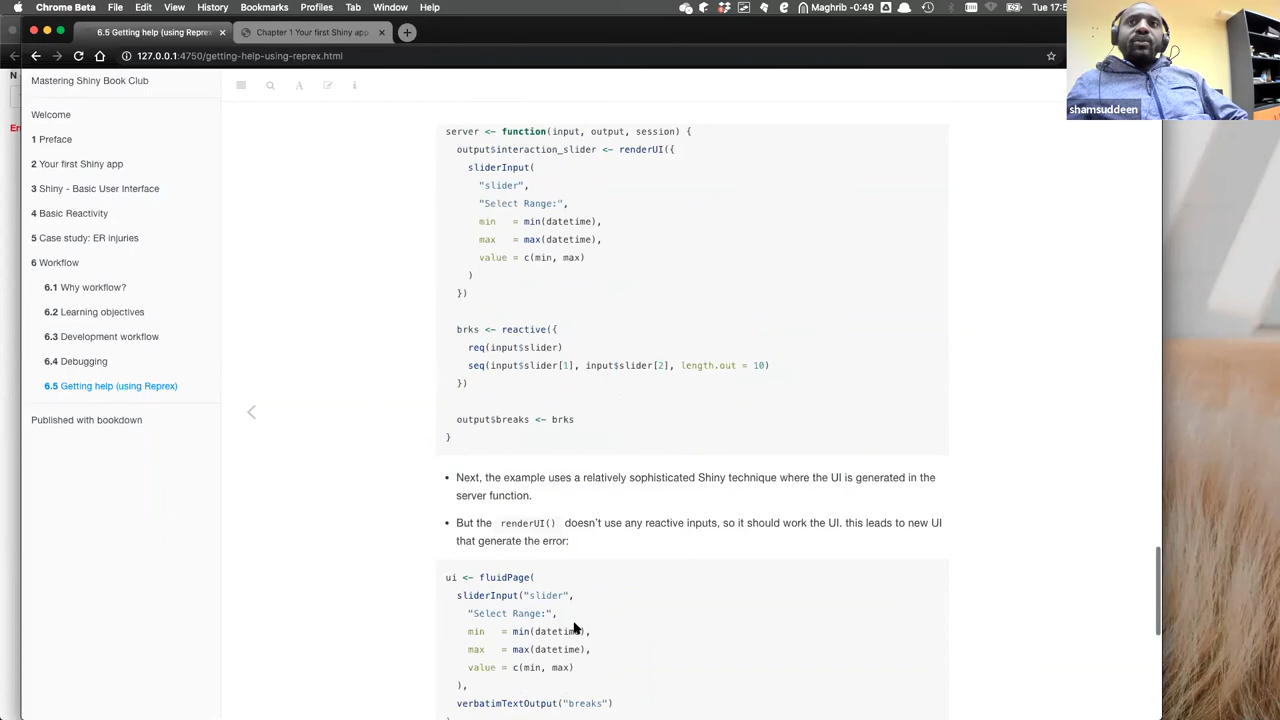 Chrome Beta File Edit View History Bookmarks Profiles Tab Window Help
Maghrib -0:49
Tue 17:5
6.5 Getting help (using Reprex)
Chapter 1 Your first Shiny app
127.0.0.1:4750/getting-help-using-reprex.html
shamsuddeen
Mastering Shiny Book Club
Welcome
1 Preface
2 Your first Shiny app
3 Shiny - Basic User Interface
4 Basic Reactivity
5 Case study: ER injuries
6 Workflow
6.1 Why workflow?
6.2 Learning objectives
6.3 Development workflow
6.4 Debugging
6.5 Getting help (using Reprex)
Published with bookdown
server <- function(input, output, session) {
output$interaction_slider <- renderUI({
sliderInput(
"slider",
"Select Range:",
min = min(datetime),
max = max(datetime),
value = c(min, max)
)
})
brks <- reactive({
req(input$slider)
seq(input$slider[1], input$slider[2], length.out = 10)
})
output$breaks <- brks
}
• Next, the example uses a relatively sophisticated Shiny technique where the UI is generated in the
server function.
• But the renderUI() doesn't use any reactive inputs, so it should work the UI. this leads to new UI
that generate the error:
ui <- fluidPage(
sliderInput("slider",
"Select Range:",
min = min(datetime),
max = max(datetime),
value = c(min, max)
),
verbatimTextOutput("breaks")